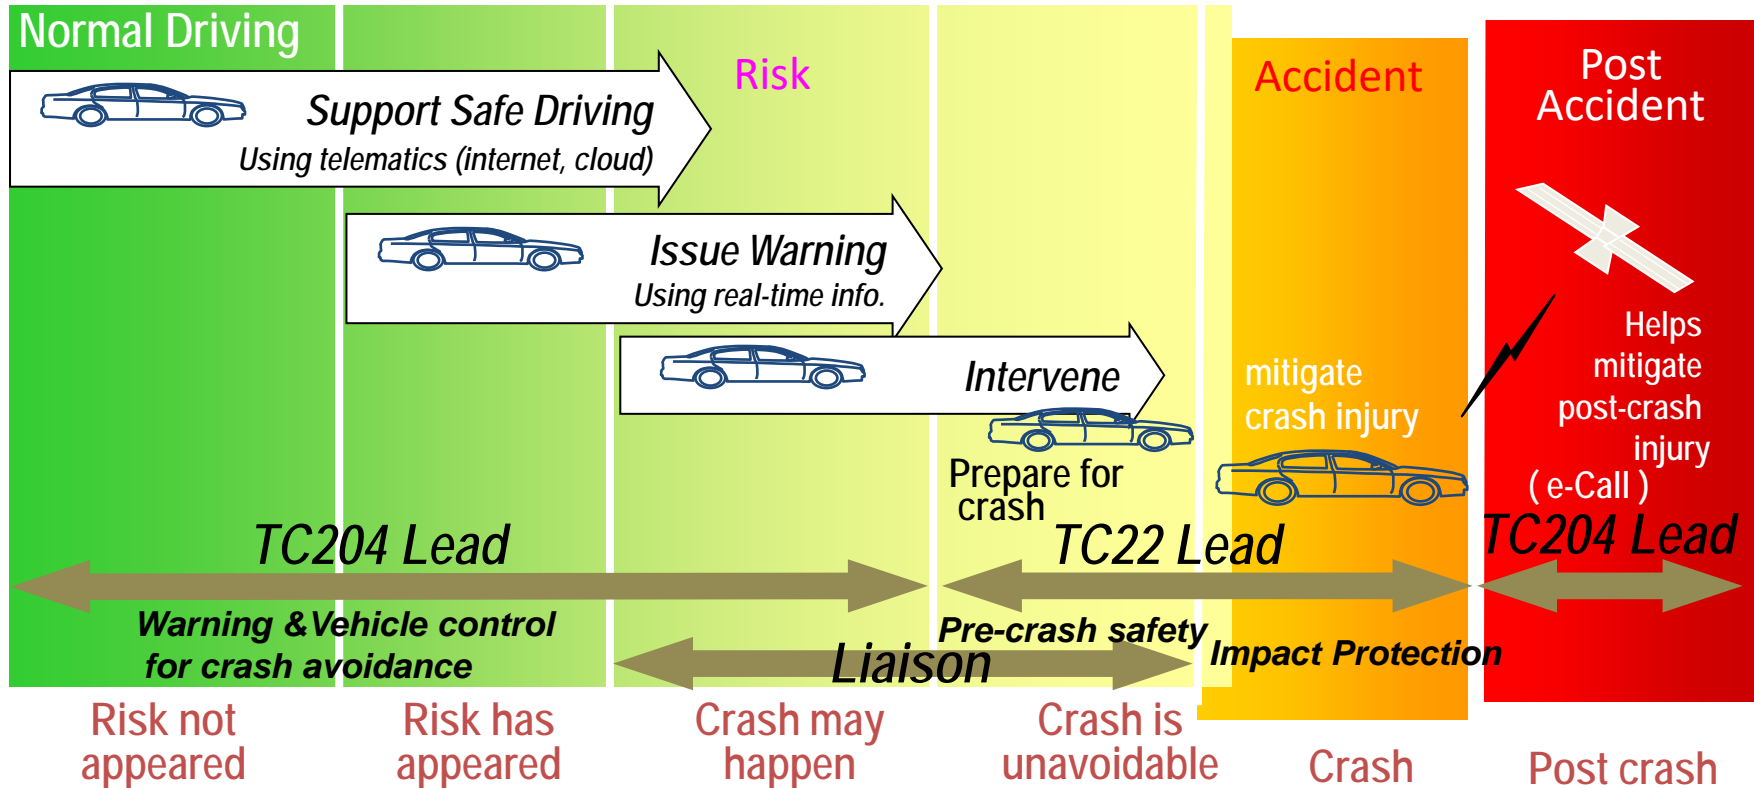 Normal Driving
Risk
Accident
Post
Accident
Support Safe Driving
Using telematics (internet, cloud)
Issue Warning
Using real-time info.
Intervene
Prepare for
crash
mitigate
crash injury
Helps
mitigate
post-crash
injury
( e-Call )
TC204 Lead
TC22 Lead
TC204 Lead
Warning &Vehicle control
for crash avoidance
Pre-crash safety
Liaison
Impact Protection
Risk not
appeared
Risk has
appeared
Crash may
happen
Crash is
unavoidable
Crash
Post crash